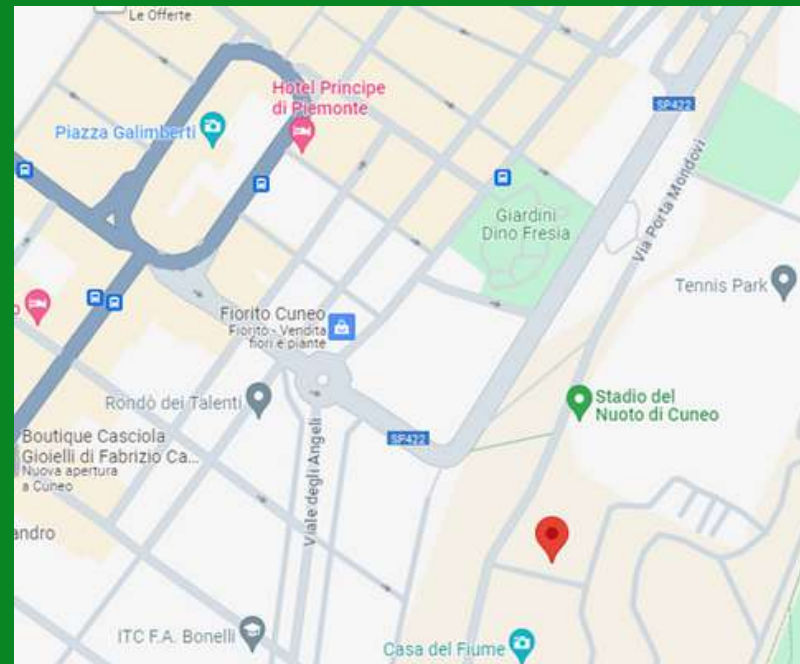 Le Offerte
Hotel Principe
di Piemonte
Piazza Galimberti
SP422
Via Porta Mondovì
Giardini
Dino Fresia
Tennis Park
Fiorito Cuneo
Fiorito - Vendita
fiori e piante
Rondò dei Talenti
Stadio del
Nuoto di Cuneo
Boutique Casciola
Gioielli di Fabrizio Ca...
Nuova apertura
a Cuneo
SP422
Viale degli Angeli
andro
ITC F.A. Bonelli
Casa del Fiume